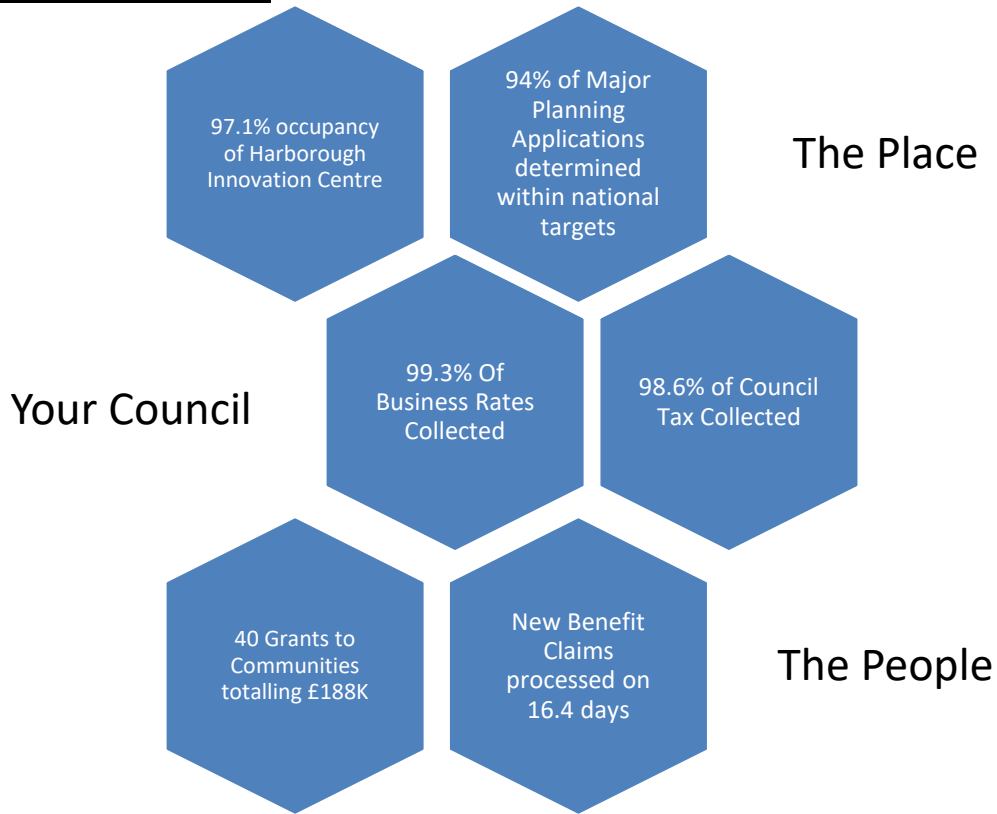 97.1% occupancy
of Harborough
Innovation Centre
94% of Major
Planning
Applications
determined
within national
targets
The Place
Your Council
99.3% Of
Business Rates
Collected
98.6% of Council
Tax Collected
40 Grants to
Communities
totalling £188K
New Benefit
Claims
processed on
16.4 days
The People